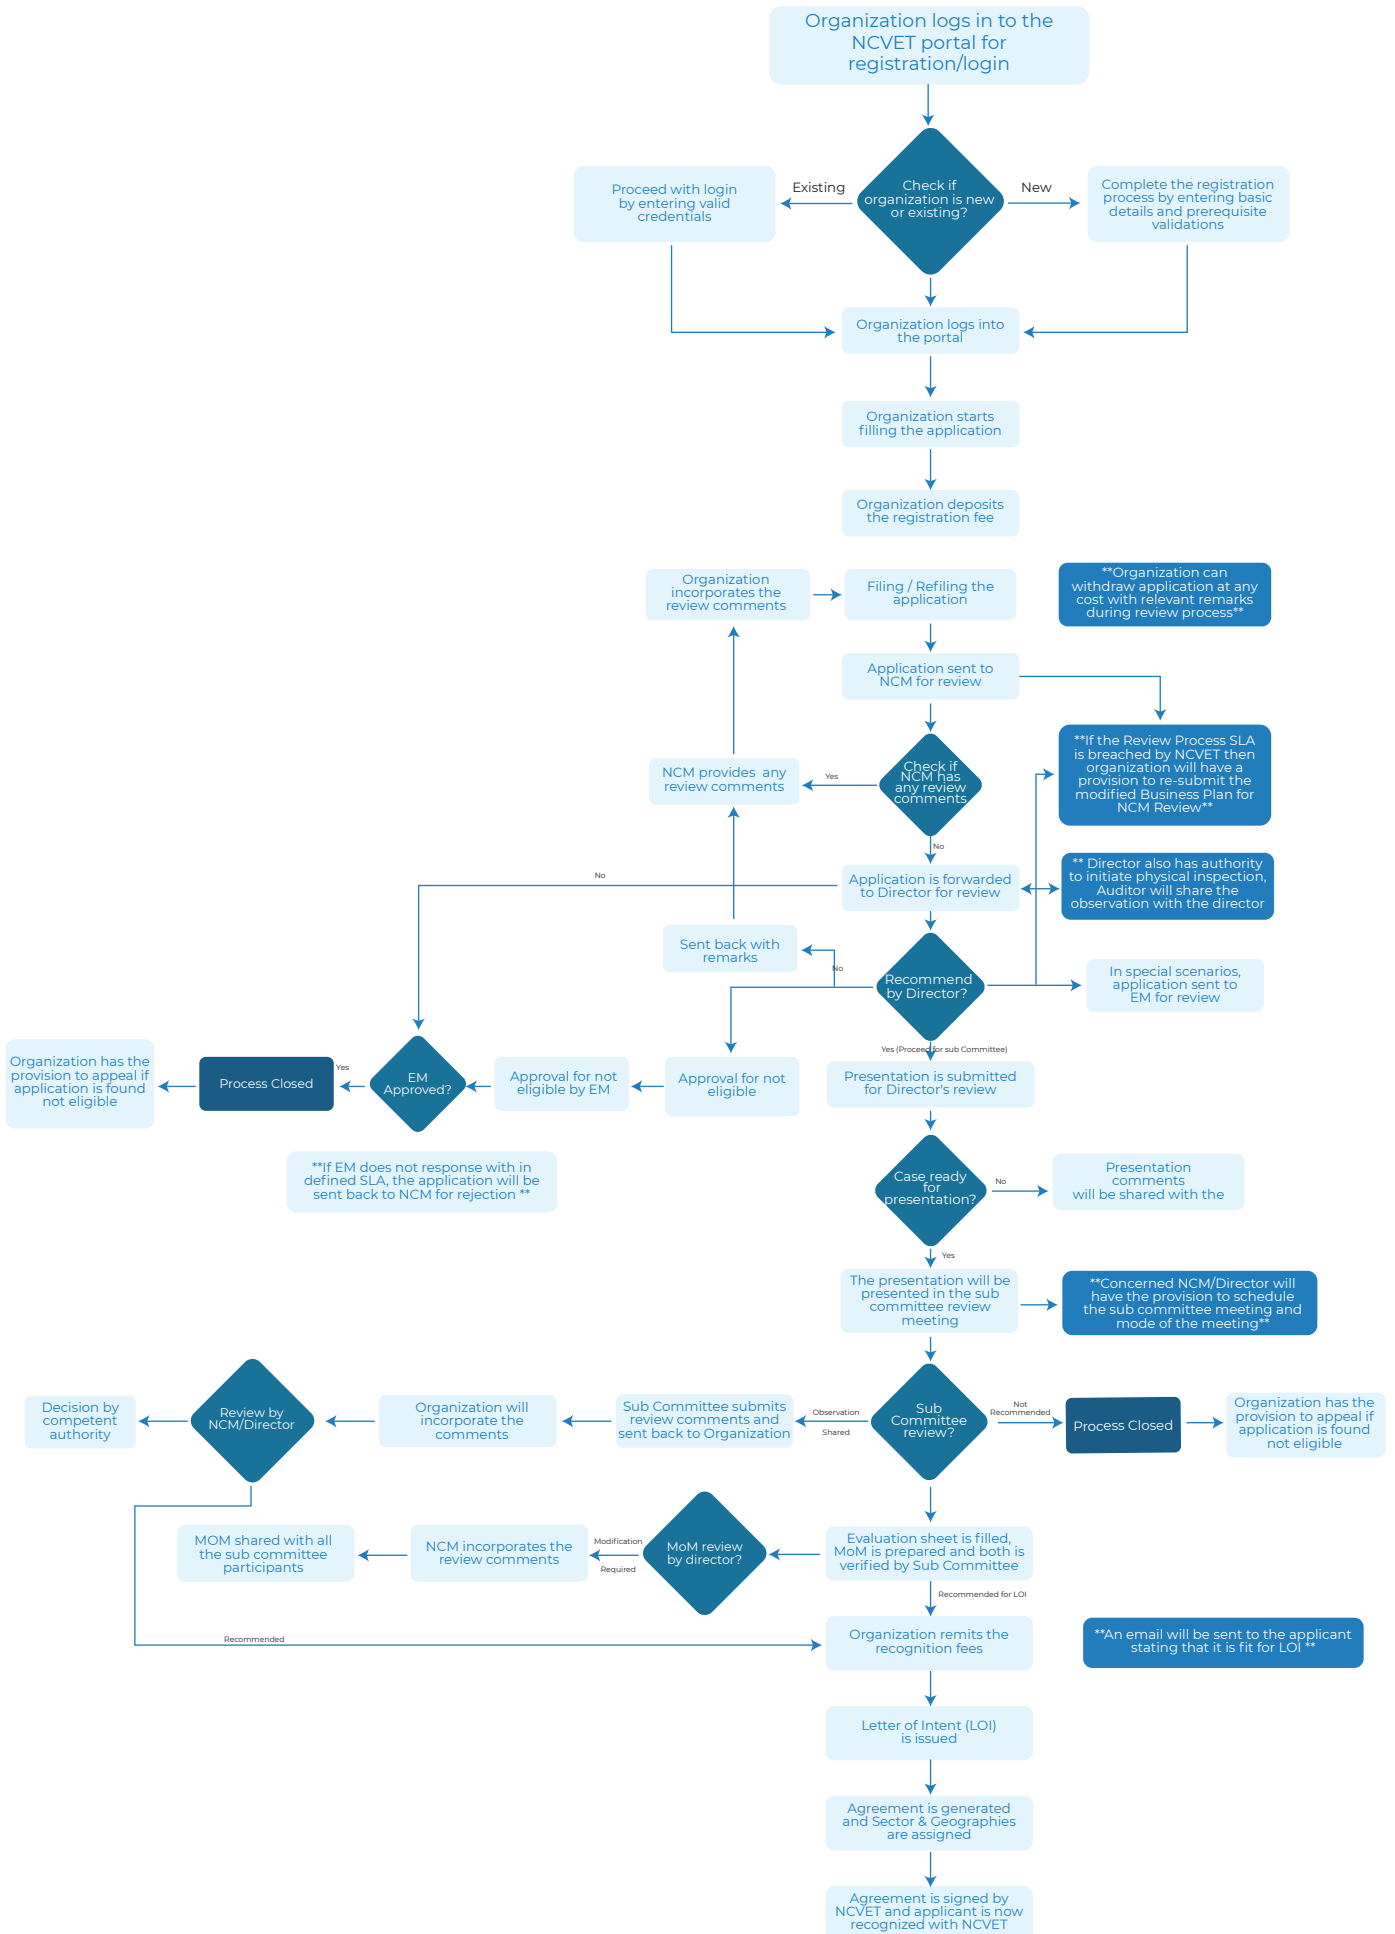 Organization logs in to the
NCVET portal for
registration/login
Proceed with login
by entering valid
credentials
Existing
Check if
organization is new
or existing?
New
Complete the registration
process by entering basic
details and prerequisite
validations
Organization logs into
the portal
Organization starts
filling the application
Organization deposits
the registration fee
Organization
incorporates the
review comments
Filing / Refiling the
application
**Organization can
withdraw application at any
cost with relevant remarks
during review process**
Application sent to
NCM for review
NCM provides any
review comments
Yes
Check if
NCM has
any review
comments
**If the Review Process SLA
is breached by NCVET then
organization will have a
provision to re-submit the
modified Business Plan for
NCM Review**
No
No
Application is forwarded
to Director for review
** Director also has authority
to initiate physical inspection,
Auditor will share the
observation with the director
Sent back with
remarks
No
Recommend
by Director?
In special scenarios,
application sent to
EM for review
Yes (Proceed for sub Committee)
Organization has the
provision to appeal if
application is found
not eligible
Process Closed
Yes
EM
Approved?
Approval for not
eligible by EM
Approval for not
eligible
Presentation is submitted
for Director's review
**If EM does not response with in
defined SLA, the application will be
sent back to NCM for rejection **
Case ready
for
presentation?
No
Presentation
comments
will be shared with the
Yes
The presentation will be
presented in the sub
committee review
meeting
**Concerned NCM/Director will
have the provision to schedule
the sub committee meeting and
mode of the meeting**
Decision by
competent
authority
Review by
NCM/Director
Organization will
incorporate the
comments
Sub Committee submits
review comments and
sent back to Organization
Observation
Shared
Sub
Committee
review?
Not
Recommended
Process Closed
Organization has the
provision to appeal if
application is found
not eligible
MOM shared with all
the sub committee
participants
NCM incorporates the
review comments
Modification
Required
MoM review
by director?
Evaluation sheet is filled,
MoM is prepared and both is
verified by Sub Committee
Recommended for LOI
Recommended
Organization remits the
recognition fees
**An email will be sent to the applicant
stating that it is fit for LOI **
Letter of Intent (LOI)
is issued
Agreement is generated
and Sector & Geographies
are assigned
Agreement is signed by
NCVET and applicant is now
recognized with NCVET